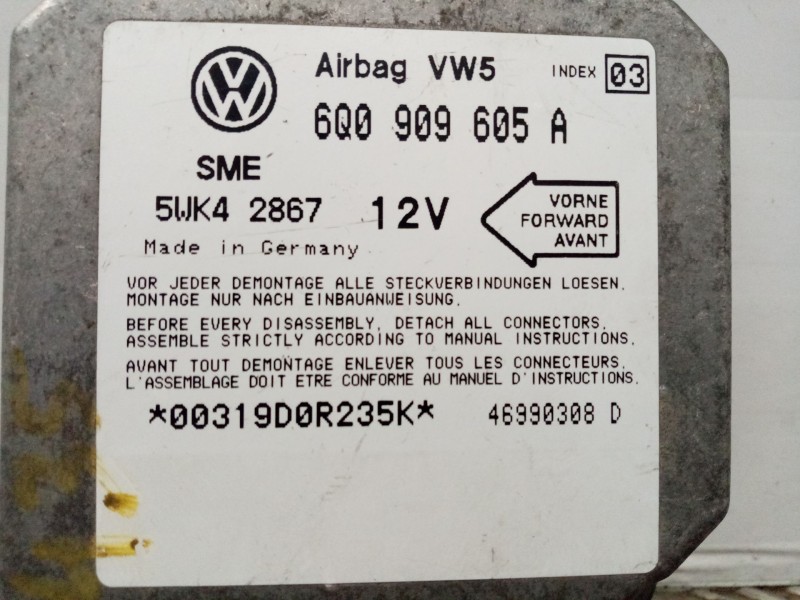 VW
Airbag VW5
INDEX 03
6Q0 909 605 A
SME
5WK4 2867
12V
VORNE
FORWARD
AVANT
Made in Germany
VOR JEDER DEMONTAGE ALLE STECKVERBINDUNGEN LOESEN.
MONTAGE NUR NACH EINBAUANWEISUNG.
BEFORE EVERY DISASSEMBLY, DETACH ALL CONNECTORS.
ASSEMBLE STRICTLY ACCORDING TO MANUAL INSTRUCTIONS.
AVANT TOUT DEMONTAGE ENLEVER TOUS LES CONNECTEURS.
L'ASSEMBLAGE DOIT ETRE CONFORME AU MANUEL D'INSTRUCTIONS.
*00319D0R235K*
46990308 D